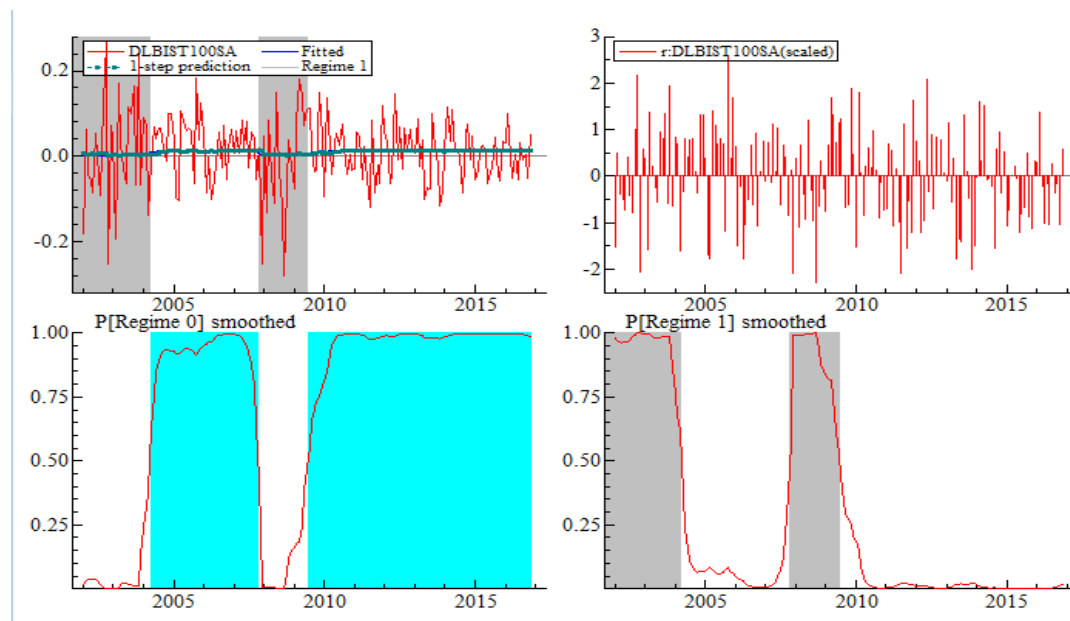 DLBIST100SA Fitted
1-step prediction Regime 1
0.2
0.0
-0.2
2005 2010 2015
r:DLBIST100SA(scaled)
3
2
1
0
-1
-2
2005 2010 2015
P[Regime 0] smoothed
1.00
0.75
0.50
0.25
2005 2010 2015
P[Regime 1] smoothed
1.00
0.75
0.50
0.25
2005 2010 2015